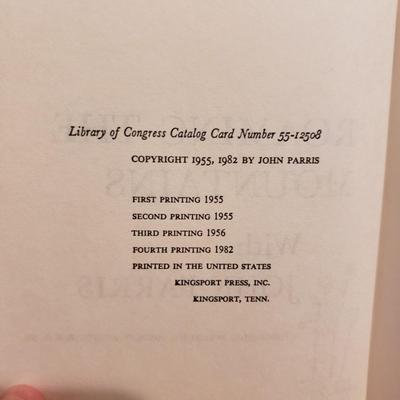 Library of Congress Catalog Card Number 55-12508
COPYRIGHT 1955, 1982 BY JOHN PARRIS
FIRST PRINTING 1955
SECOND PRINTING 1955
THIRD PRINTING 1956
FOURTH PRINTING 1982
PRINTED IN THE UNITED STATES
KINGSPORT PRESS, INC.
KINGSPORT, TENN.